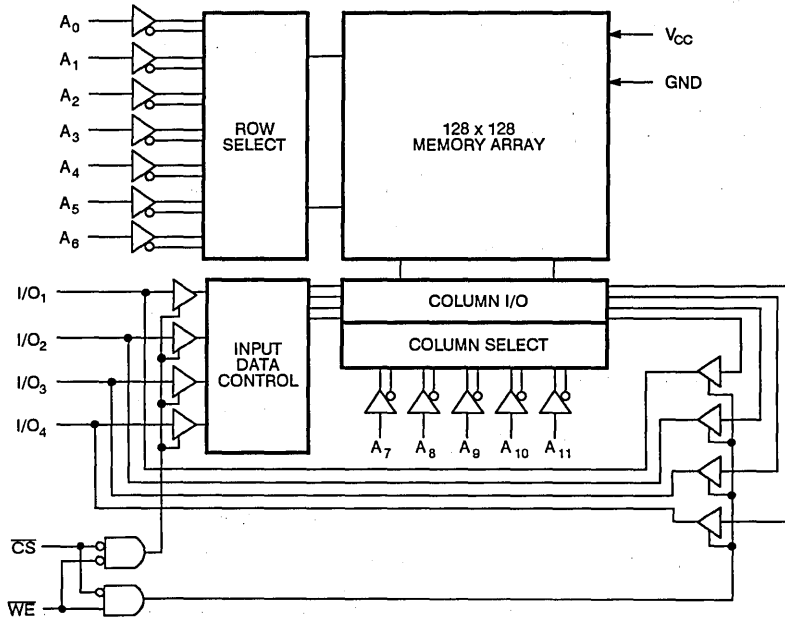 A0
A1
A2
A3
A4
A5
A6
ROW
SELECT
128 x 128
MEMORY ARRAY
VCC
GND
I/O1
I/O2
I/O3
I/O4
INPUT
DATA
CONTROL
COLUMN I/O
COLUMN SELECT
A7 A8 A9 A10 A11
CS
WE